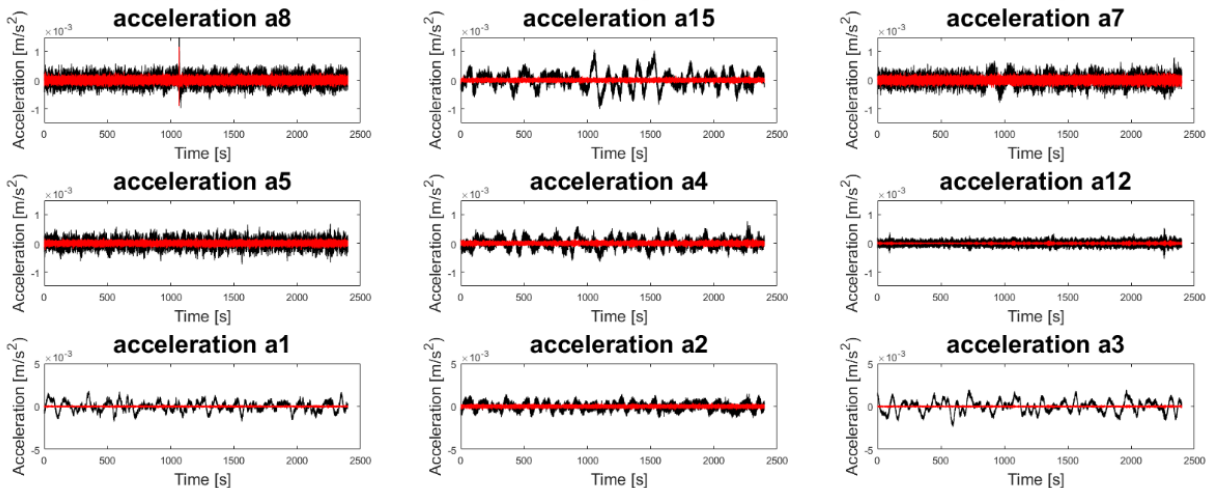 acceleration a8
×10⁻³
Acceleration [m/s²]
1
0
-1
0 500 1000 1500 2000 2500
Time [s]
acceleration a15
×10⁻³
Acceleration [m/s²]
1
0
-1
0 500 1000 1500 2000 2500
Time [s]
acceleration a7
×10⁻³
Acceleration [m/s²]
1
0
-1
0 500 1000 1500 2000 2500
Time [s]
acceleration a5
×10⁻³
Acceleration [m/s²]
1
0
-1
0 500 1000 1500 2000 2500
Time [s]
acceleration a4
×10⁻³
Acceleration [m/s²]
1
0
-1
0 500 1000 1500 2000 2500
Time [s]
acceleration a12
×10⁻³
Acceleration [m/s²]
1
0
-1
0 500 1000 1500 2000 2500
Time [s]
acceleration a1
×10⁻³
Acceleration [m/s²]
5
0
-5
0 500 1000 1500 2000 2500
Time [s]
acceleration a2
×10⁻³
Acceleration [m/s²]
5
0
-5
0 500 1000 1500 2000 2500
Time [s]
acceleration a3
×10⁻³
Acceleration [m/s²]
5
0
-5
0 500 1000 1500 2000 2500
Time [s]